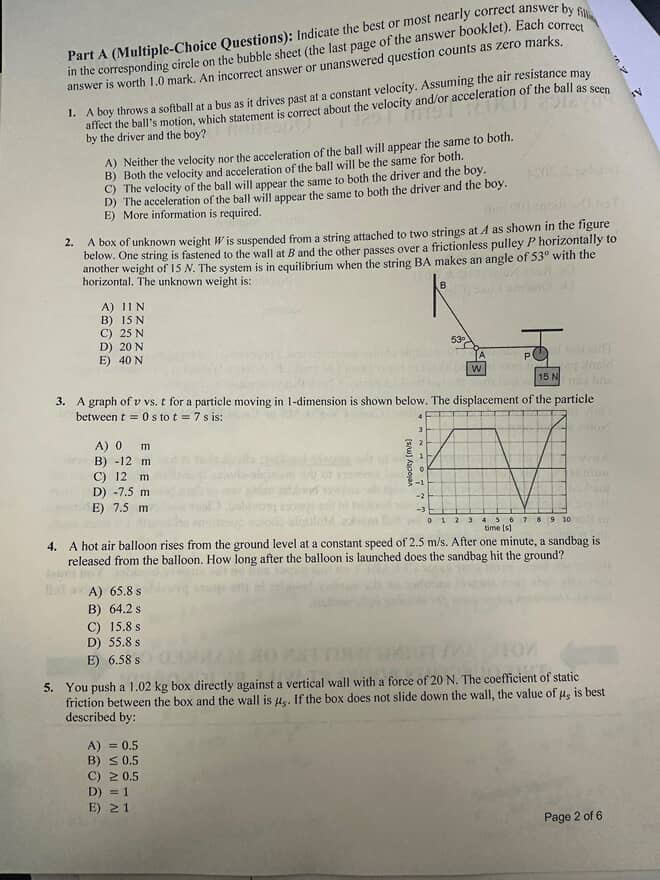 Part A (Multiple-Choice Questions): Indicate the best or most nearly correct answer by
in the corresponding circle on the bubble sheet (the last page of the answer booklet). Each correct
answer is worth 1.0 mark. An incorrect answer or unanswered question counts as zero marks.
1. A boy throws a softball at a bus as it drives past at a constant velocity. Assuming the air resistance may
affect the ball's motion, which statement is correct about the velocity and/or acceleration of the ball as seen
by the driver and the boy?
A) Neither the velocity nor the acceleration of the ball will appear the same to both.
B) Both the velocity and acceleration of the ball will be the same for both.
C) The velocity of the ball will appear the same to both the driver and the boy.
D) The acceleration of the ball will appear the same to both the driver and the boy.
E) More information is required.
2. A box of unknown weight W is suspended from a string attached to two strings at A as shown in the figure
below. One string is fastened to the wall at B and the other passes over a frictionless pulley P horizontally to
another weight of 15 N. The system is in equilibrium when the string BA makes an angle of 53° with the
horizontal. The unknown weight is:
A) 11 N
B) 15 N
C) 25 N
D) 20 N
E) 40 N
B
53°
A
P
W
15 N
3. A graph of v vs. t for a particle moving in 1-dimension is shown below. The displacement of the particle
between t = 0 s to t = 7 s is:
A) 0 m
B) -12 m
C) 12 m
D) -7.5 m
E) 7.5 m
velocity [m/s]
4
3
2
1
0
-1
-2
-3
0 1 2 3 4 5 6 7 8 9 10
time [s]
4. A hot air balloon rises from the ground level at a constant speed of 2.5 m/s. After one minute, a sandbag is
released from the balloon. How long after the balloon is launched does the sandbag hit the ground?
A) 65.8 s
B) 64.2 s
C) 15.8 s
D) 55.8 s
E) 6.58 s
5. You push a 1.02 kg box directly against a vertical wall with a force of 20 N. The coefficient of static
friction between the box and the wall is μs. If the box does not slide down the wall, the value of μs is best
described by:
A) = 0.5
B) ≤ 0.5
C) ≥ 0.5
D) = 1
E) ≥ 1
Page 2 of 6